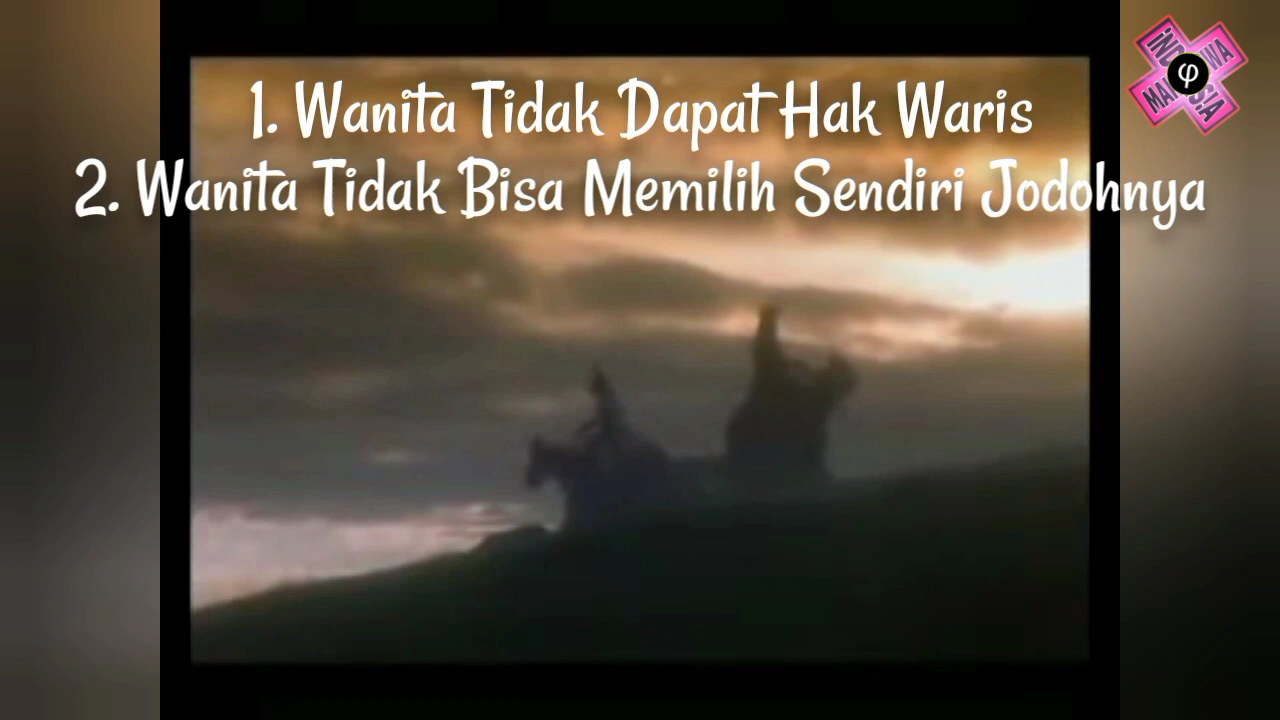 1. Wanita Tidak Dapat Hak Waris
2. Wanita Tidak Bisa Memilih Sendiri Jodohnya
φ